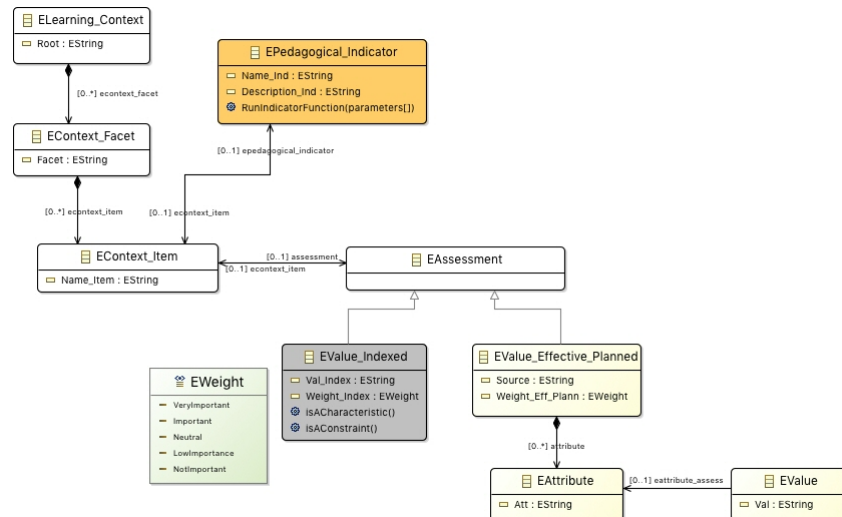 ELearning_Context
Root : EString
[0..*] econtext_facet
EContext_Facet
Facet : EString
[0..*] econtext_item
EPedagogical_Indicator
Name_Ind : EString
Description_Ind : EString
RunIndicatorFunction(parameters[])
[0..1] epedagogical_indicator
[0..1] econtext_item
EContext_Item
Name_Item : EString
[0..1] assessment
[0..1] econtext_item
EAssessment
EValue_Indexed
Val_Index : EString
Weight_Index : EWeight
isACharacteristic()
isAConstraint()
EValue_Effective_Planned
Source : EString
Weight_Eff_Plann : EWeight
EWeight
VeryImportant
Important
Neutral
LowImportance
NotImportant
[0..*] attribute
EAttribute
Att : EString
[0..1] eattribute_assess
EValue
Val : EString